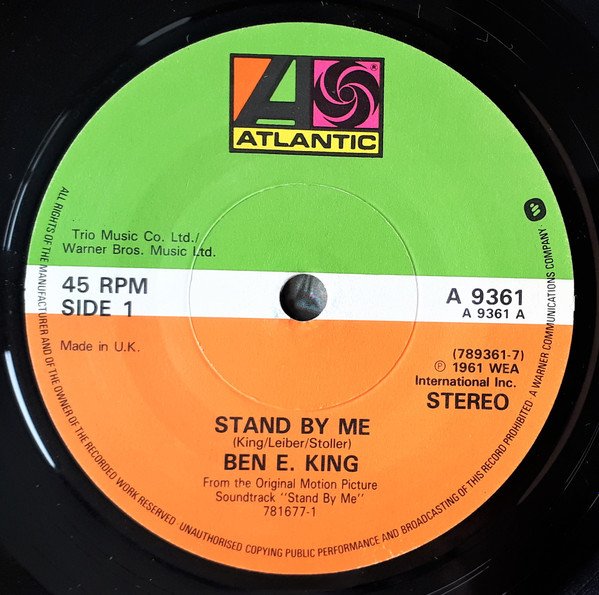 ATLANTIC
®
Trio Music Co. Ltd./
Warner Bros. Music Ltd.
45 RPM
SIDE 1
A 9361
A 9361 A
Made in U.K.
(789361-7)
Ⓟ 1961 WEA
International Inc.
STEREO
STAND BY ME
(King/Leiber/Stoller)
BEN E. KING
From the Original Motion Picture
Soundtrack "Stand By Me"
781677-1
ALL RIGHTS OF THE MANUFACTURER AND OF THE OWNER OF THE RECORDED WORK RESERVED · UNAUTHORISED COPYING PUBLIC PERFORMANCE AND BROADCASTING OF THIS RECORD PROHIBITED A WARNER COMMUNICATIONS COMPANY